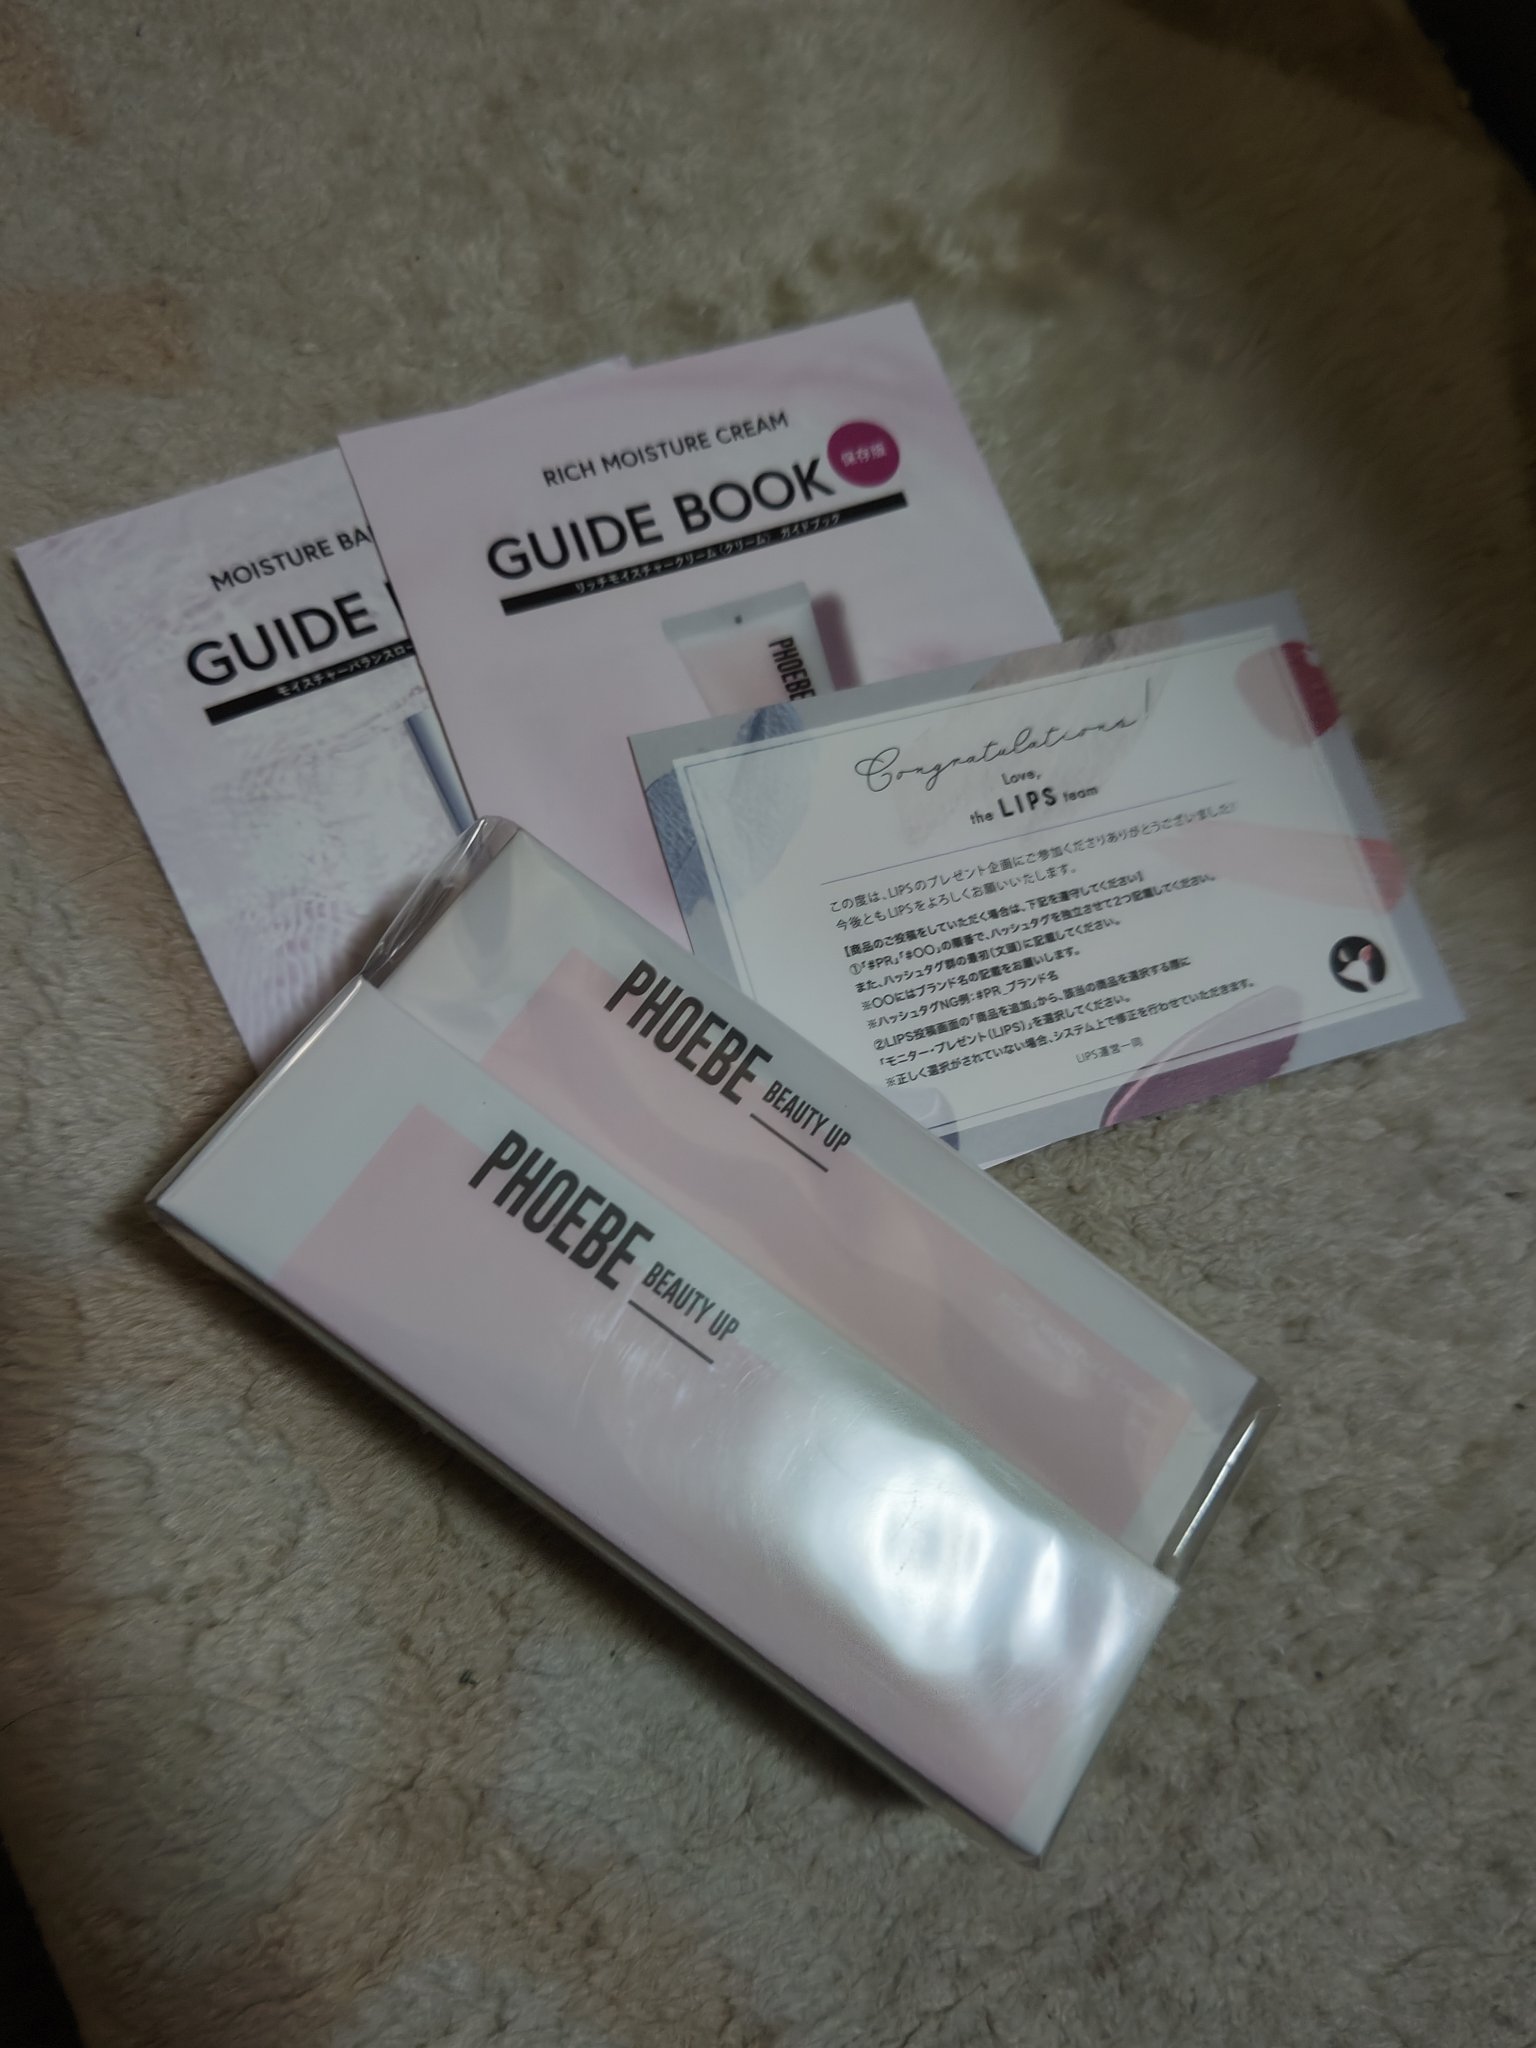 MOISTURE BA
GUIDE
モイスチャーバランスロー
RICH MOISTURE CREAM
GUIDE BOOK
保存版
リッチモイスチャークリーム〈クリーム〉 ガイドブック
PHOEBE
Congratulations!
Love,
the LIPS team
この度は、LIPSのプレゼント企画にご参加くださりありがとうございました！
今後ともLIPSをよろしくお願いいたします。
【商品のご投稿をしていただく場合は、下記を遵守してください】
①「#PR」「#〇〇」の順番で、ハッシュタグを独立させて2つ記載してください。
また、ハッシュタグ群の最初（文頭）に記載してください。
※〇〇にはブランド名の記載をお願いします。
※ハッシュタグNG例：#PR_ブランド名
②LIPS投稿画面の「商品を追加」から、該当の商品を選択する際に
「モニター・プレゼント（LIPS）」を選択してください。
※正しく選択がされていない場合、システム上で修正を行わせていただきます。
LIPS運営一同
PHOEBE BEAUTY UP
PHOEBE BEAUTY UP